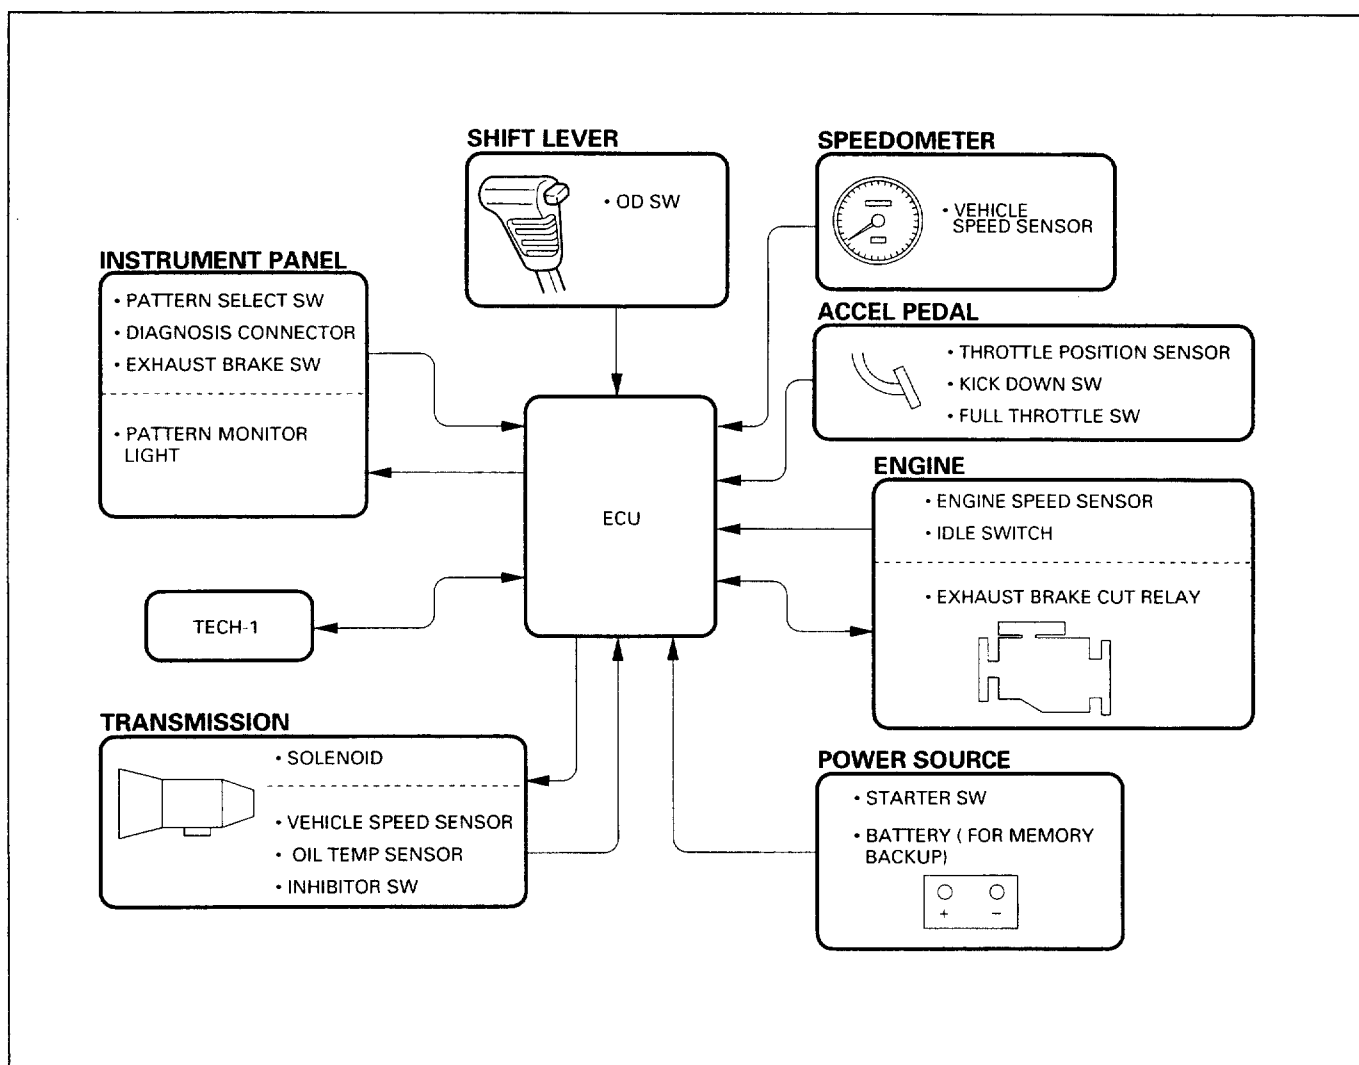 SHIFT LEVER
• OD SW
SPEEDOMETER
• VEHICLE
SPEED SENSOR
INSTRUMENT PANEL
• PATTERN SELECT SW
• DIAGNOSIS CONNECTOR
• EXHAUST BRAKE SW
• PATTERN MONITOR
LIGHT
ACCEL PEDAL
• THROTTLE POSITION SENSOR
• KICK DOWN SW
• FULL THROTTLE SW
ECU
ENGINE
• ENGINE SPEED SENSOR
• IDLE SWITCH
• EXHAUST BRAKE CUT RELAY
TECH-1
TRANSMISSION
• SOLENOID
• VEHICLE SPEED SENSOR
• OIL TEMP SENSOR
• INHIBITOR SW
POWER SOURCE
• STARTER SW
• BATTERY ( FOR MEMORY
BACKUP)
+ −